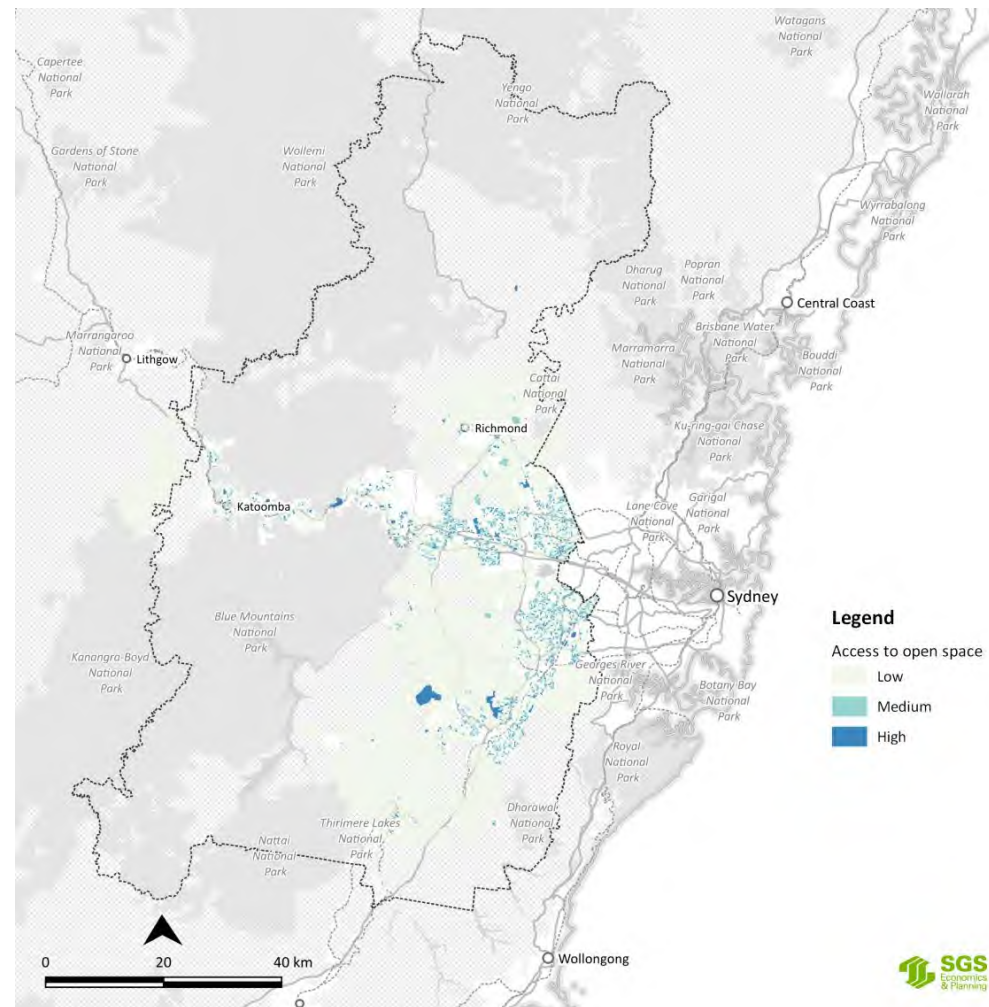 Watagans
National
Park
Capertee
National
Park
Yengo
National
Park
Wallarah
National
Park
Gardens of Stone
National
Park
Wollemi
National
Park
Wyrrabalong
National
Park
Dharug
National
Park
Popran
National
Park
Central Coast
Marrangaroo
National
Park
Lithgow
Brisbane Water
National
Park
Marramarra
National
Park
Bouddi
National
Park
Cattai
National
Park
Richmond
Ku-ring-gai Chase
National
Park
Katoomba
Lane Cove
National
Park
Garigal
National
Park
Sydney
Blue Mountains
National
Park
Legend
Access to open space
Low
Medium
High
Kanangra-Boyd
National
Park
Georges River
National
Park
Botany Bay
National
Park
Royal
National
Park
Dharawal
National
Park
Thirlmere Lakes
National
Park
Nattai
National
Park
0 20 40 km
Wollongong
SGS
Economics
& Planning